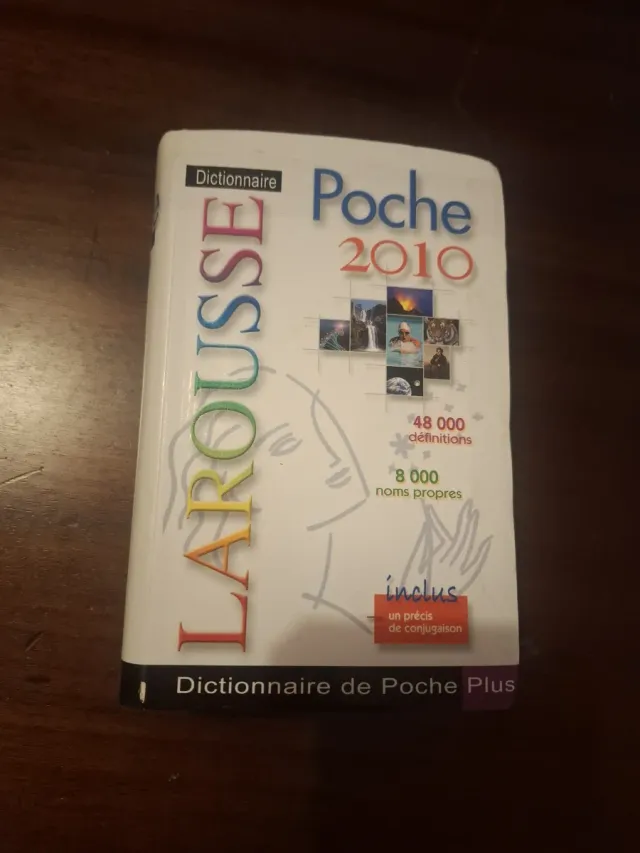 Dictionnaire
LAROUSSE
Poche
2010
48 000
définitions
8 000
noms propres
inclus
un précis
de conjugaison
Dictionnaire de Poche Plus